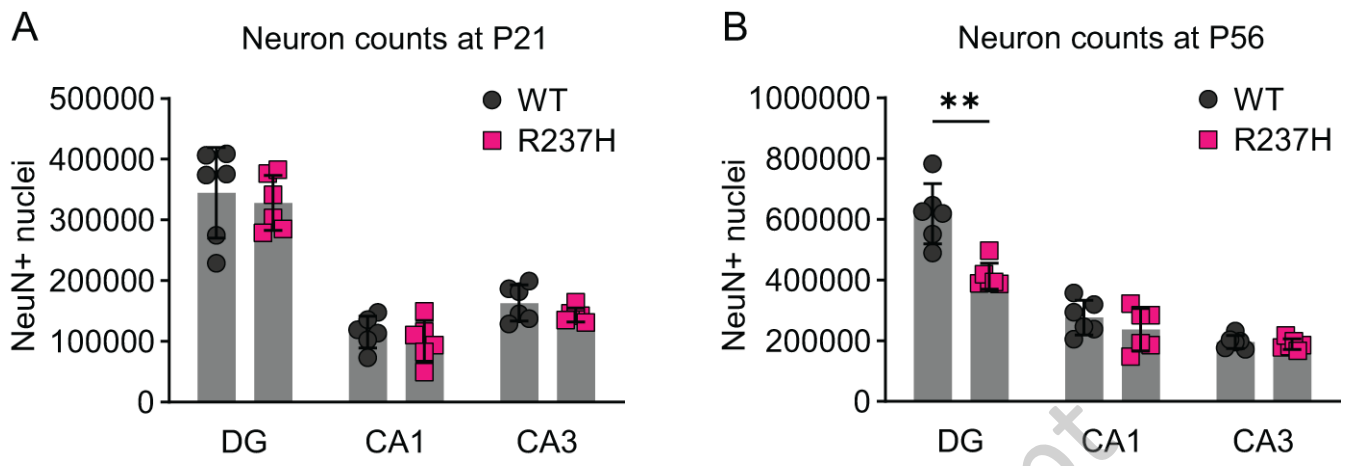 A
Neuron counts at P21
WT
R237H
NeuN+ nuclei
500000
400000
300000
200000
100000
0
DG
CA1
CA3
B
Neuron counts at P56
WT
R237H
**
NeuN+ nuclei
1000000
800000
600000
400000
200000
0
DG
CA1
CA3